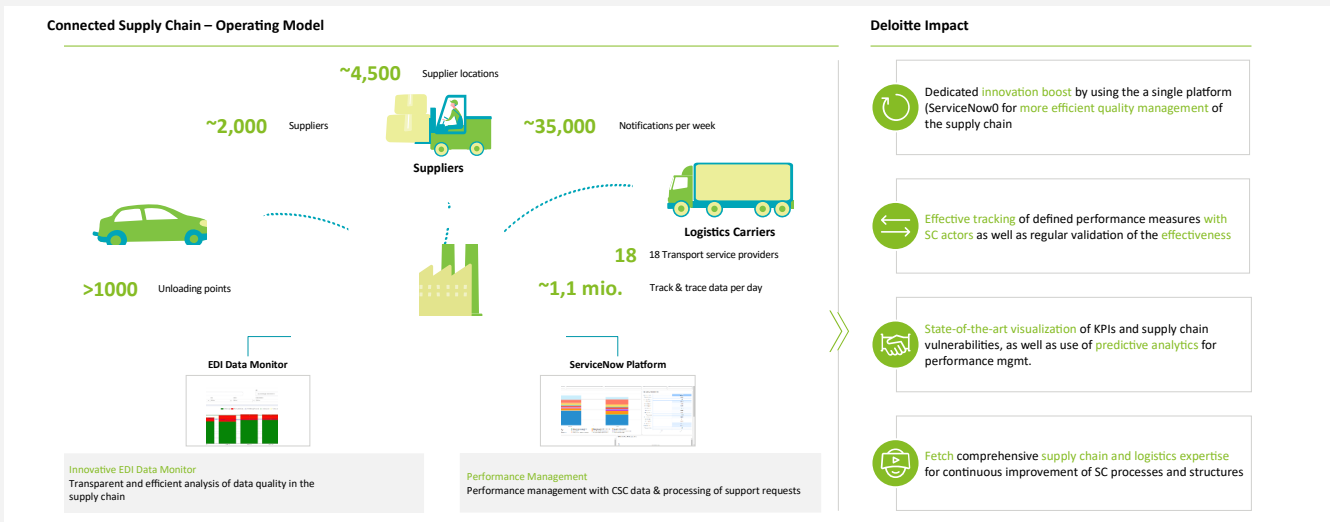 Connected Supply Chain – Operating Model
~4,500 Supplier locations
~2,000 Suppliers
~35,000 Notifications per week
Suppliers
Logistics Carriers
18 18 Transport service providers
>1000 Unloading points
~1,1 mio. Track & trace data per day
EDI Data Monitor
ServiceNow Platform
Innovative EDI Data Monitor
Transparent and efficient analysis of data quality in the
supply chain
Performance Management
Performance management with CSC data & processing of support requests
Deloitte Impact
Dedicated innovation boost by using the a single platform
(ServiceNow0 for more efficient quality management of
the supply chain
Effective tracking of defined performance measures with
SC actors as well as regular validation of the effectiveness
State-of-the-art visualization of KPIs and supply chain
vulnerabilities, as well as use of predictive analytics for
performance mgmt.
Fetch comprehensive supply chain and logistics expertise
for continuous improvement of SC processes and structures